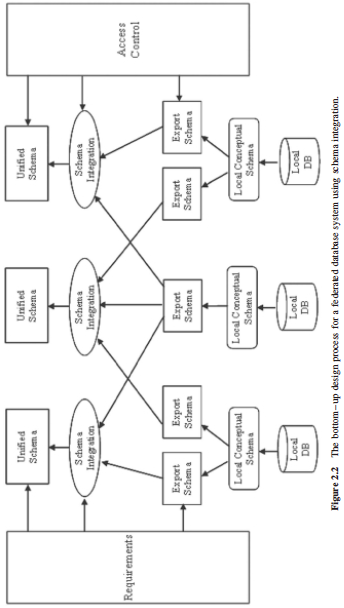 Access
Control
Unified
Schema
Unified
Schema
Unified
Schema
Schema
Integration
Schema
Integration
Schema
Integration
Export
Schema
Export
Schema
Export
Schema
Export
Schema
Export
Schema
Local Conceptual
Schema
Local Conceptual
Schema
Local Conceptual
Schema
Local
DB
Local
DB
Local
DB
Requirements
Figure 2.2 The bottom-up design process for a federated database system using schema integration.